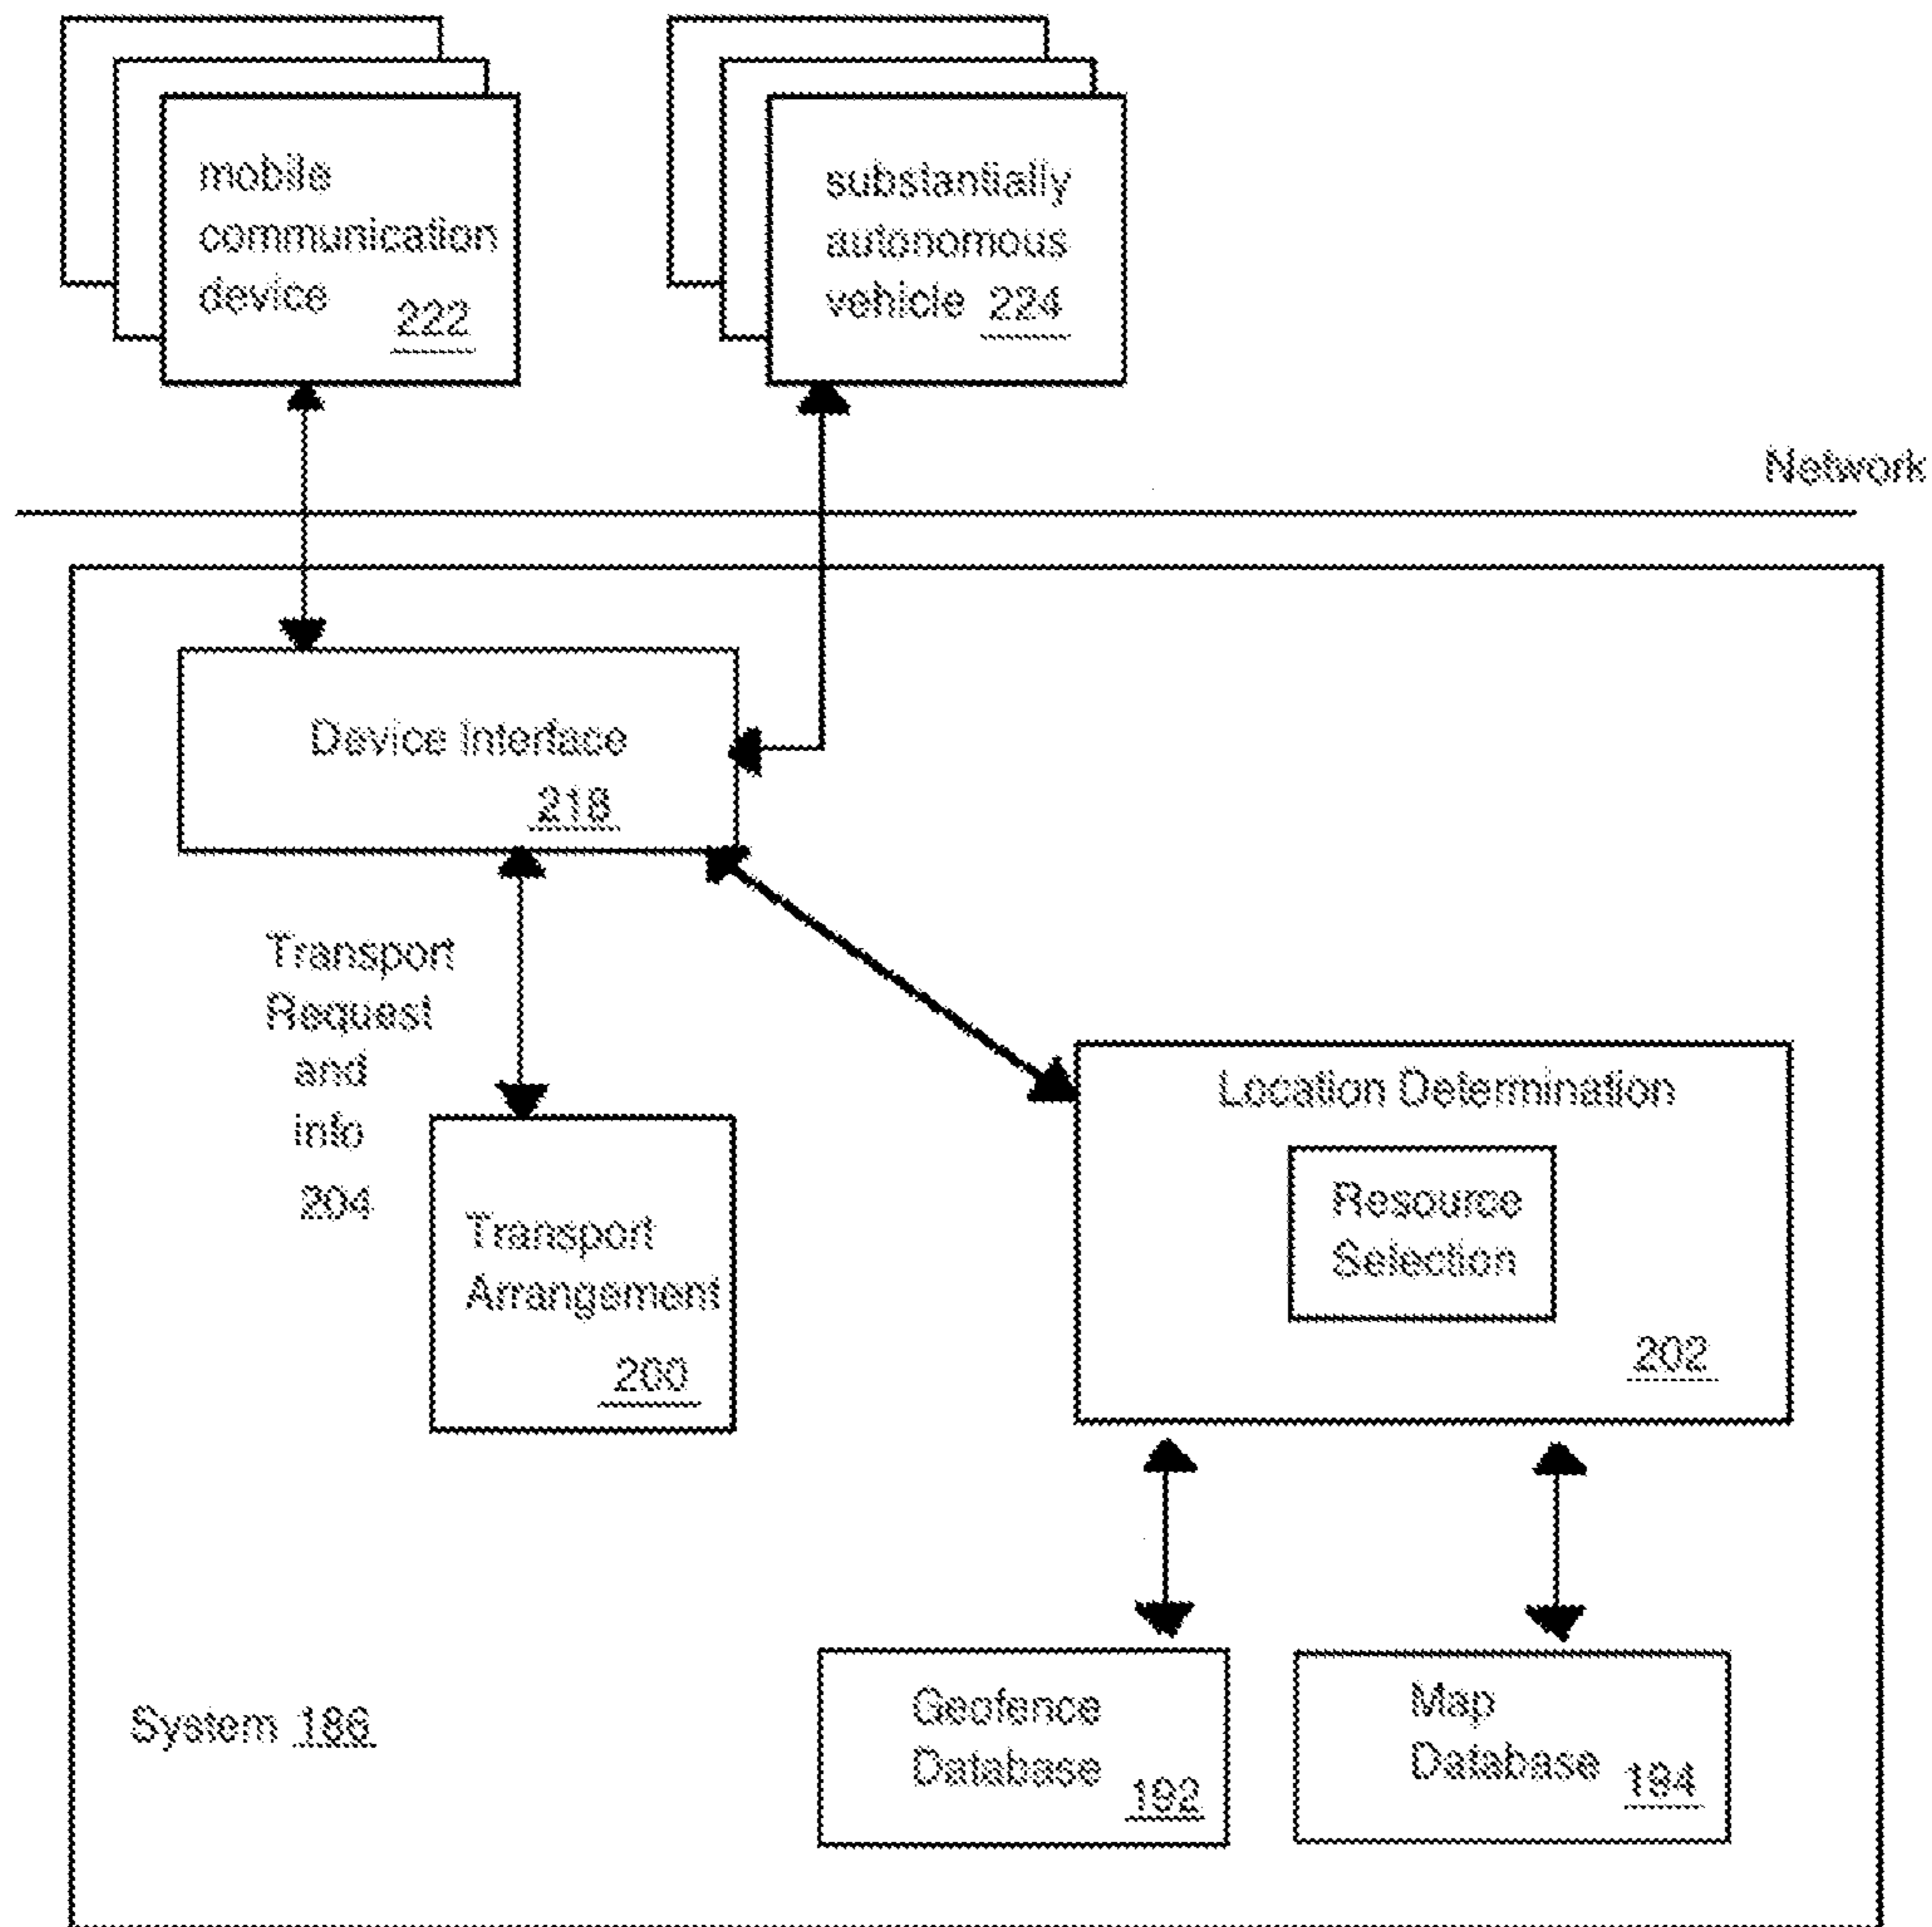 mobile
communication
device 222
substantially
autonomous
vehicle 224
Network
Device Interface
218
Transport
Request
and
info
204
Transport
Arrangement
200
Location Determination
Resource
Selection
202
System 186
Geofence
Database 192
Map
Database 194